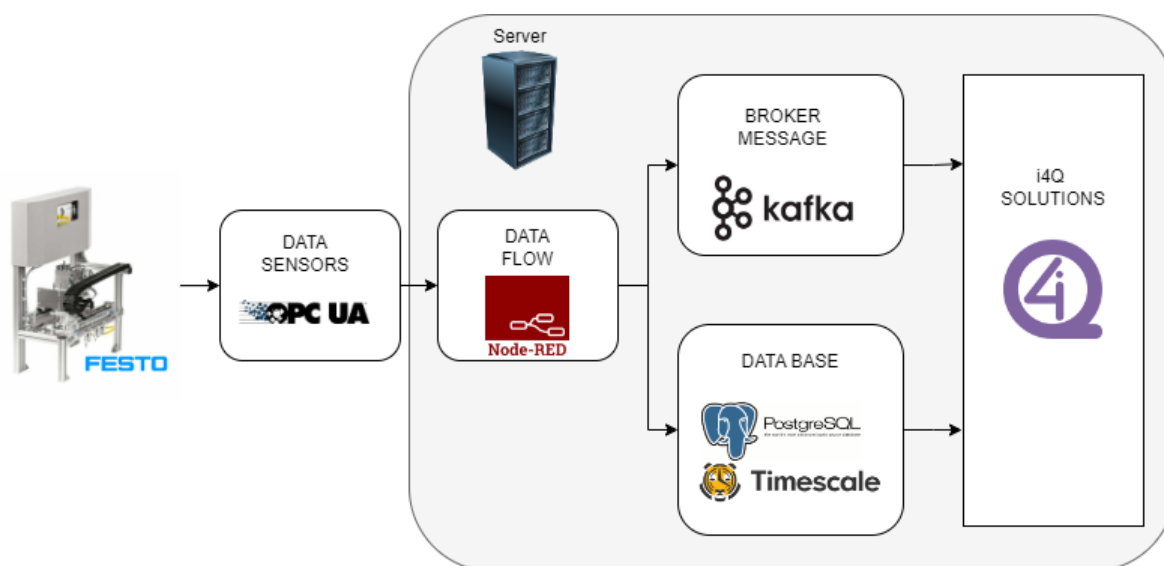 Server
BROKER
MESSAGE
kafka
i4Q
SOLUTIONS
4i
DATA
SENSORS
OPC UA
DATA
FLOW
Node-RED
FESTO
DATA BASE
PostgreSQL
Timescale